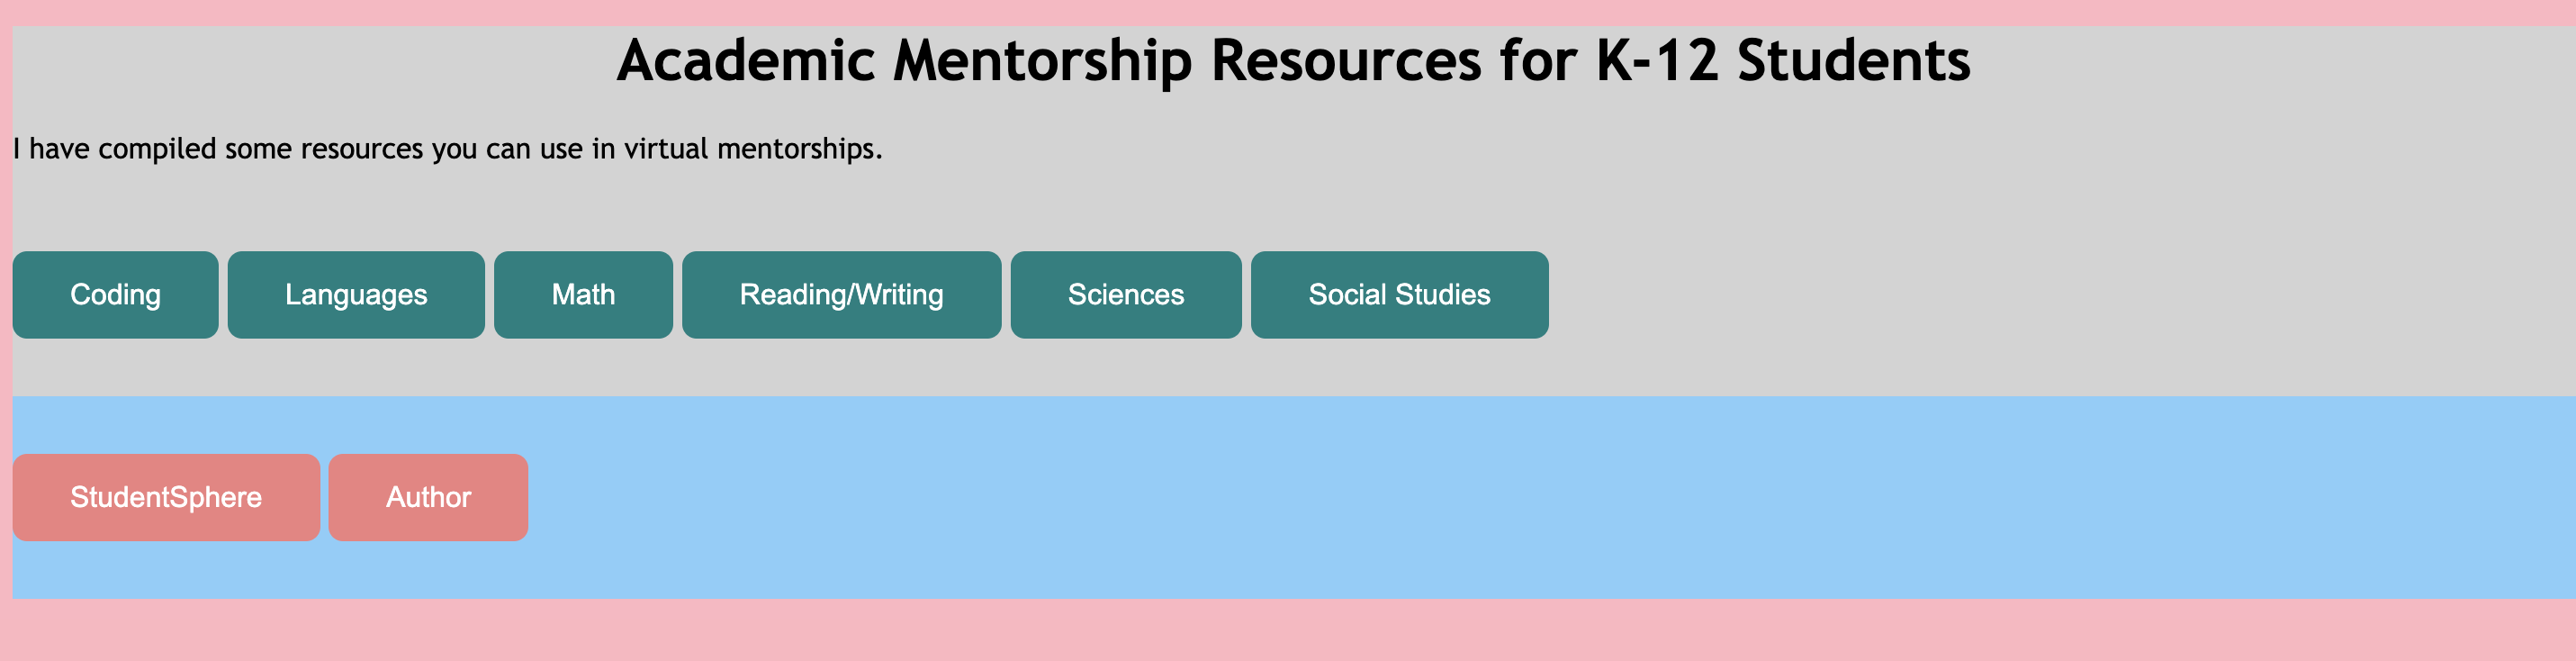 Academic Mentorship Resources for K-12 Students
I have compiled some resources you can use in virtual mentorships.
Coding Languages Math Reading/Writing Sciences Social Studies
StudentSphere Author